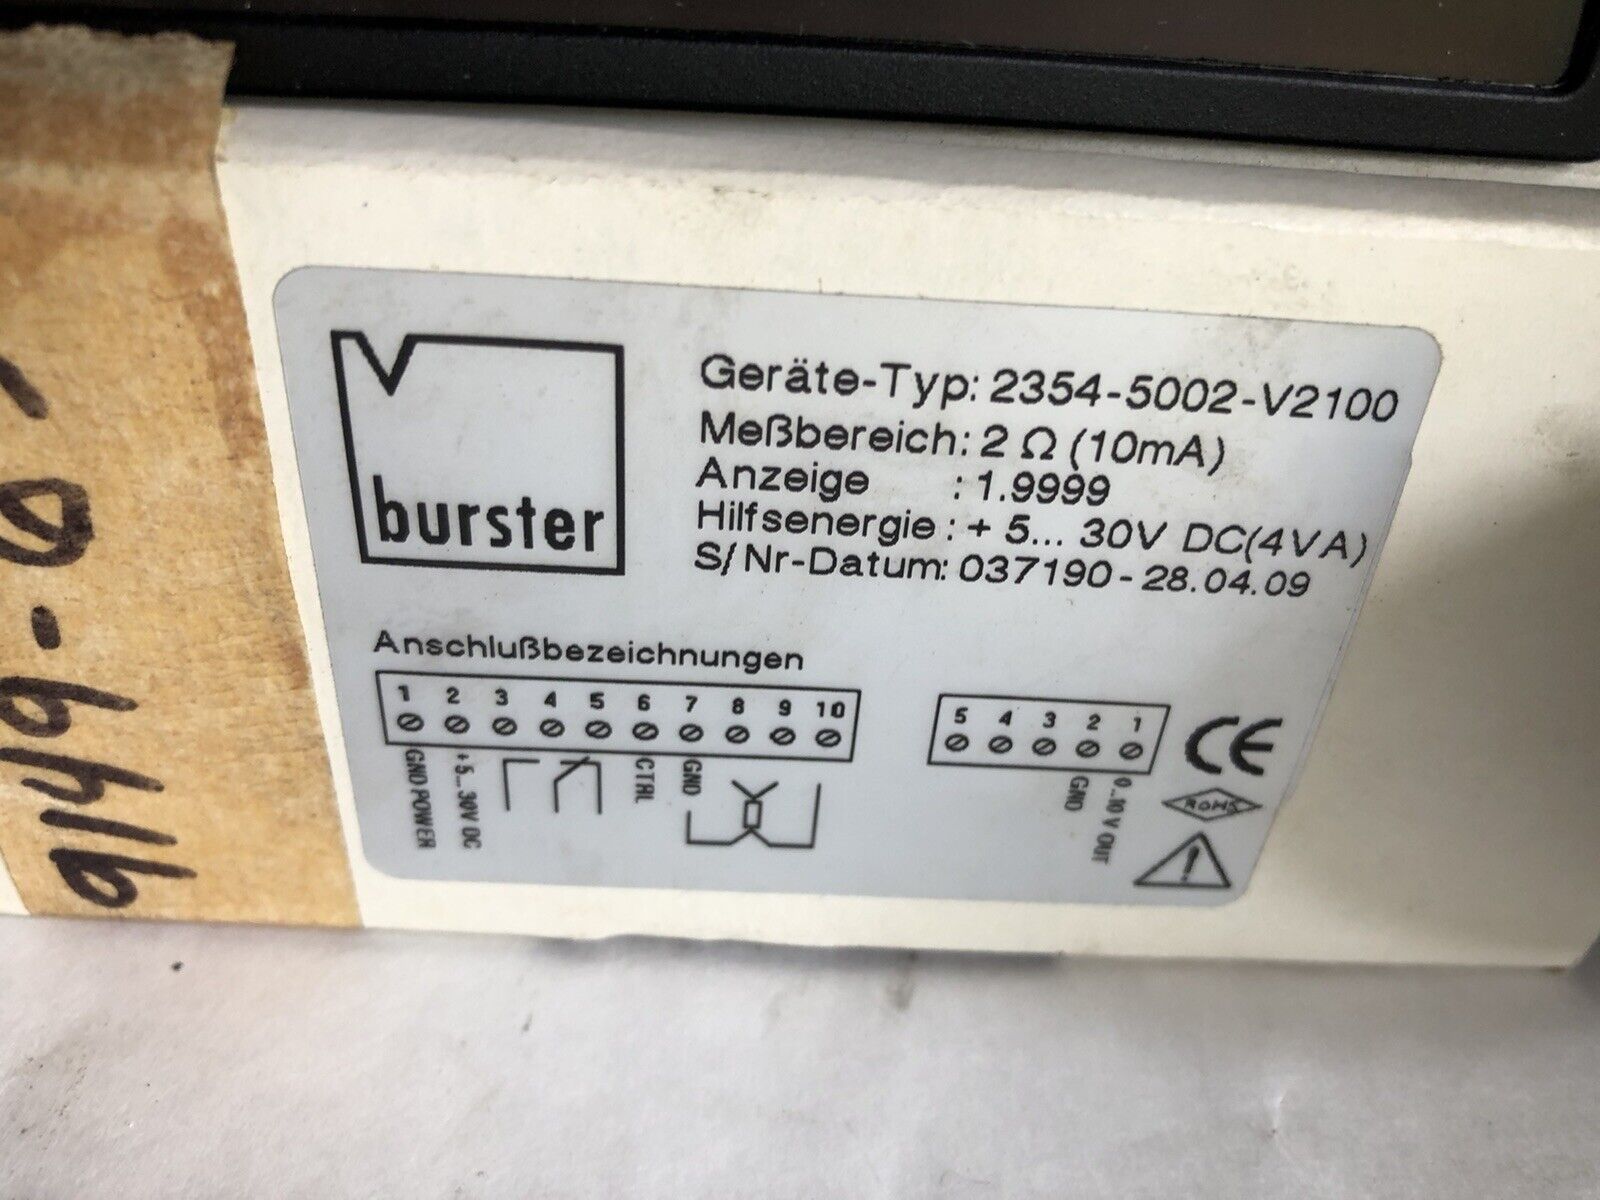 burster
Geräte-Typ: 2354-5002-V2100
Meßbereich: 2 Ω (10mA)
Anzeige : 1.9999
Hilfsenergie : + 5... 30V DC(4VA)
S/Nr-Datum: 037190 - 28.04.09
Anschlußbezeichnungen
1 2 3 4 5 6 7 8 9 10
GND POWER
+ 5... 30V DC
CTRL
GND
5 4 3 2 1
GND
0..10 V OUT
CE
ROHS
!